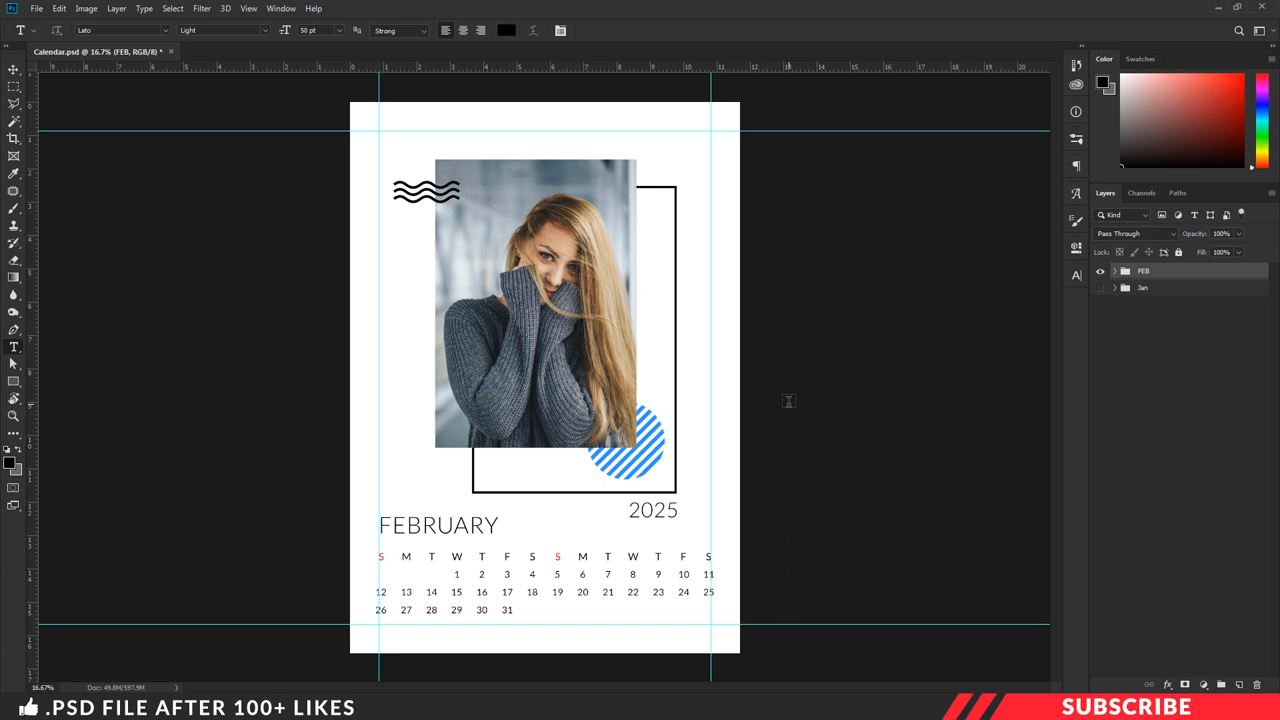 Ps File Edit Image Layer Type Select Filter 3D View Window Help
T Lato Light 50 pt Strong
Calendar.psd @ 16.7% (FEB, RGB/8) *
Color Swatches
Layers Channels Paths
Kind
Pass Through Opacity: 100%
Lock: Fill: 100%
FEB
Jan
2025
FEBRUARY
S M T W T F S S M T W T F S
1 2 3 4 5 6 7 8 9 10 11
12 13 14 15 16 17 18 19 20 21 22 23 24 25
26 27 28 29 30 31
16.67% Doc: 49.8M/597.9M
.PSD FILE AFTER 100+ LIKES
SUBSCRIBE